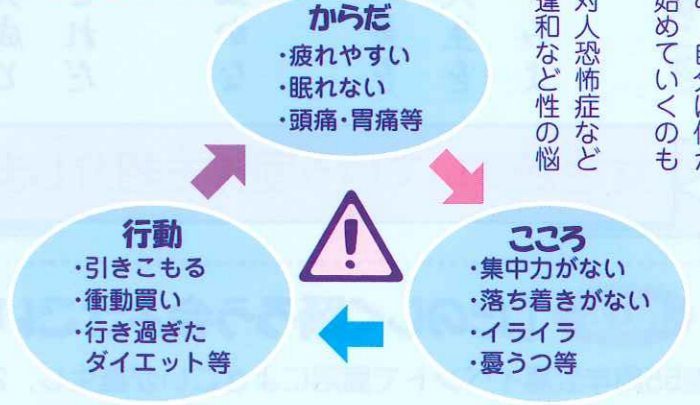 からだ
・疲れやすい
・眠れない
・頭痛・胃痛等
行動
・引きこもる
・衝動買い
・行き過ぎた
ダイエット等
こころ
・集中力がない
・落ち着きがない
・イライラ
・憂うつ等
始めていくのも
対人恐怖症など
違和など性の悩